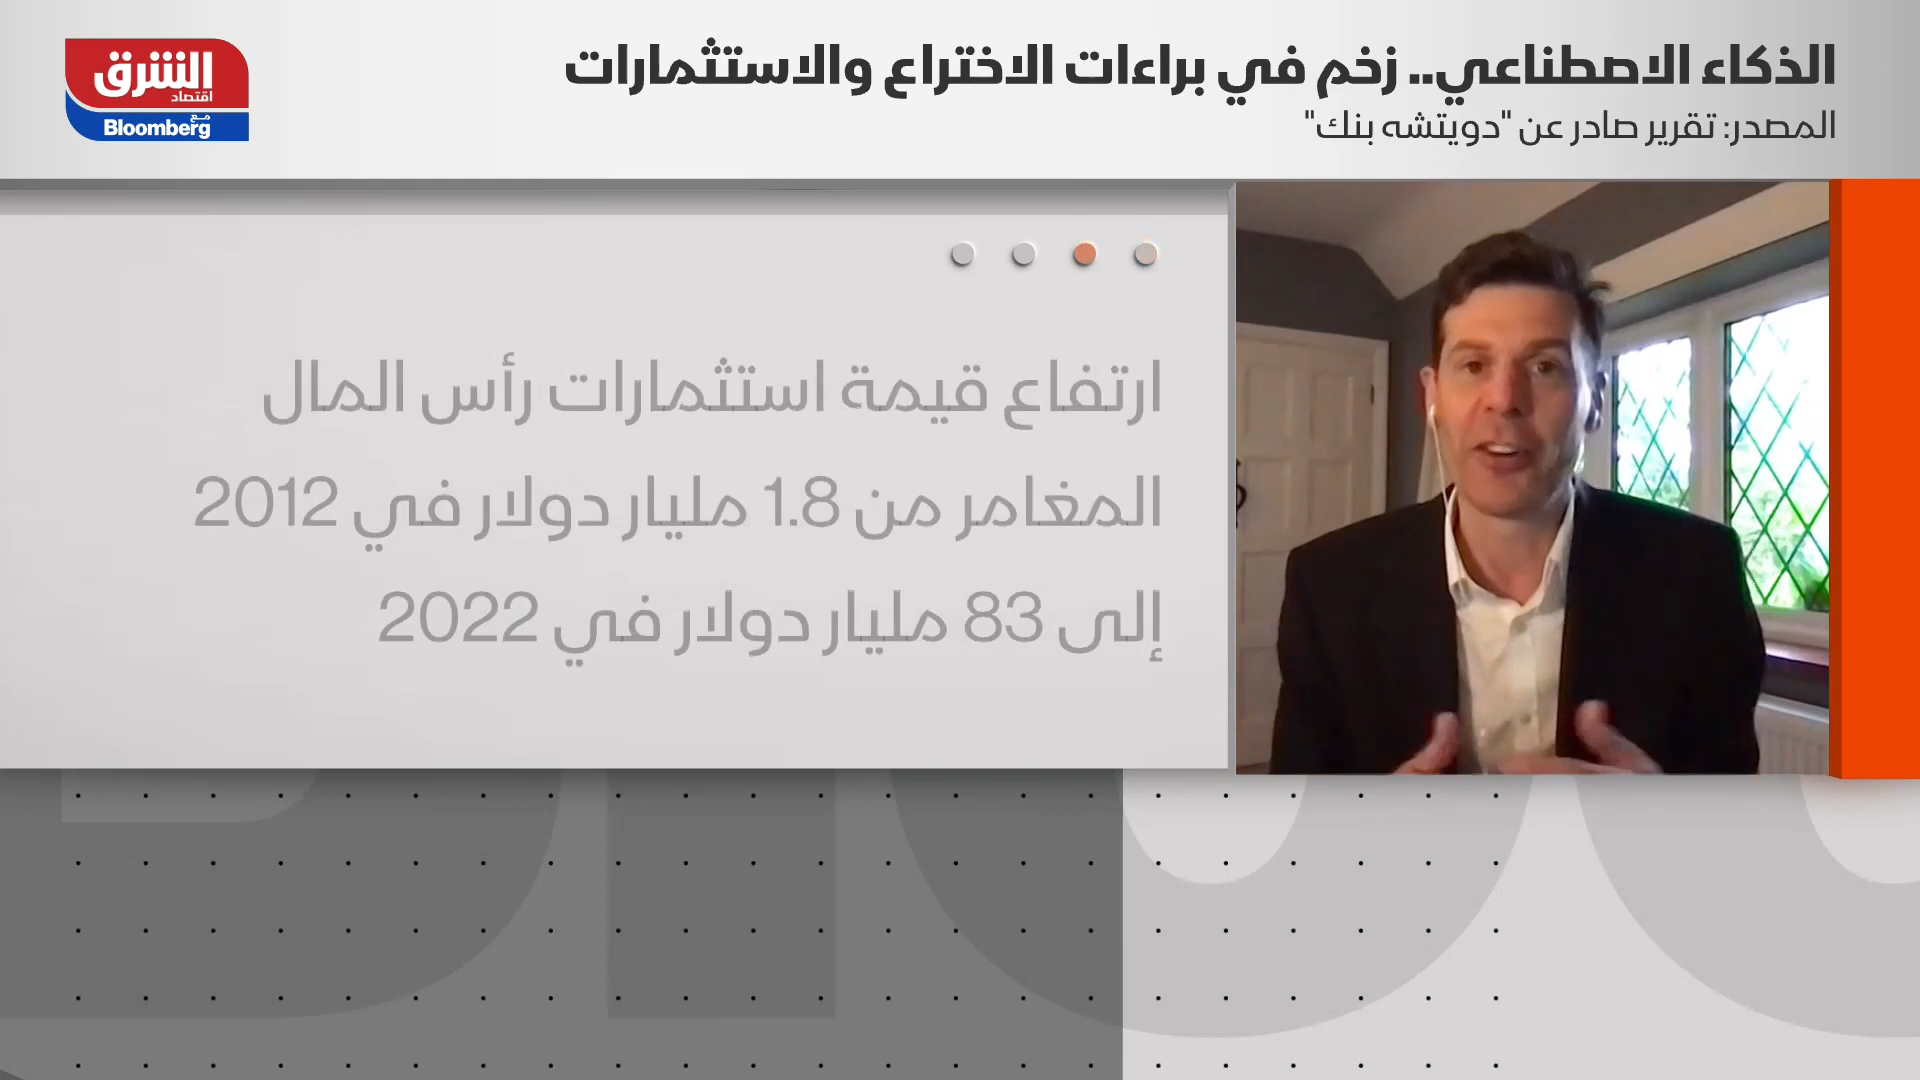 الذكاء الاصطناعي.. زخم في براءات الاختراع والاستثمارات
المصدر: تقرير صادر عن "دويتشه بنك"
الشرق
اقتصاد
مع
Bloomberg
ارتفاع قيمة استثمارات رأس المال
المغامر من 1.8 مليار دولار في 2012
إلى 83 مليار دولار في 2022